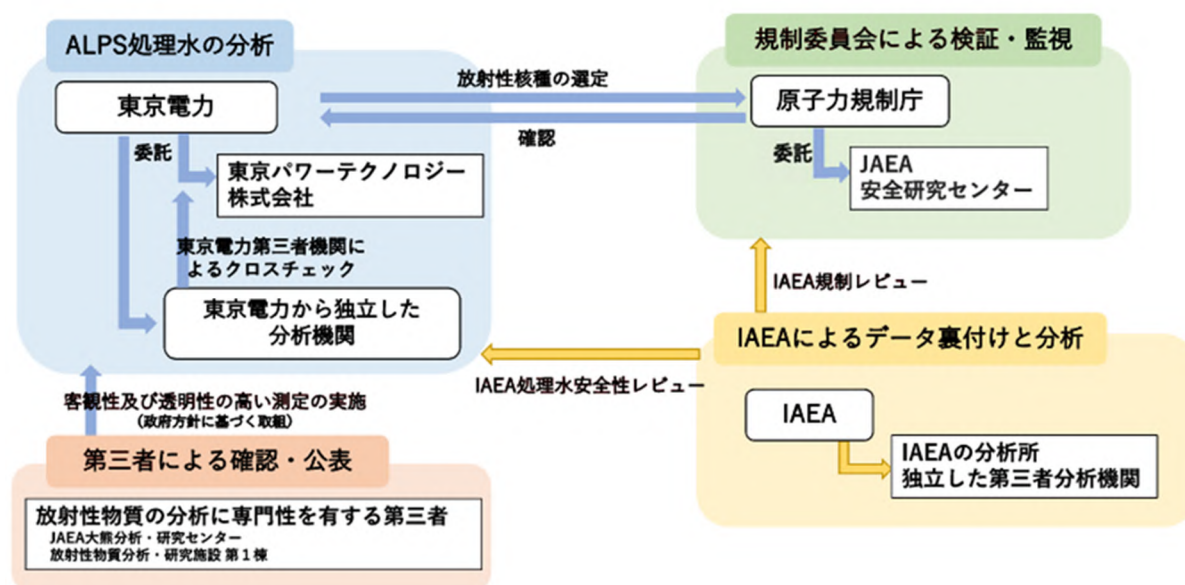 ALPS処理水の分析
東京電力
委託
東京パワーテクノロジー
株式会社
東京電力第三者機関に
よるクロスチェック
東京電力から独立した
分析機関
放射性核種の選定
確認
規制委員会による検証・監視
原子力規制庁
委託
JAEA
安全研究センター
IAEA規制レビュー
IAEA処理水安全性レビュー
IAEAによるデータ裏付けと分析
IAEA
IAEAの分析所
独立した第三者分析機関
客観性及び透明性の高い測定の実施
(政府方針に基づく取組)
第三者による確認・公表
放射性物質の分析に専門性を有する第三者
JAEA大熊分析・研究センター
放射性物質分析・研究施設 第1棟